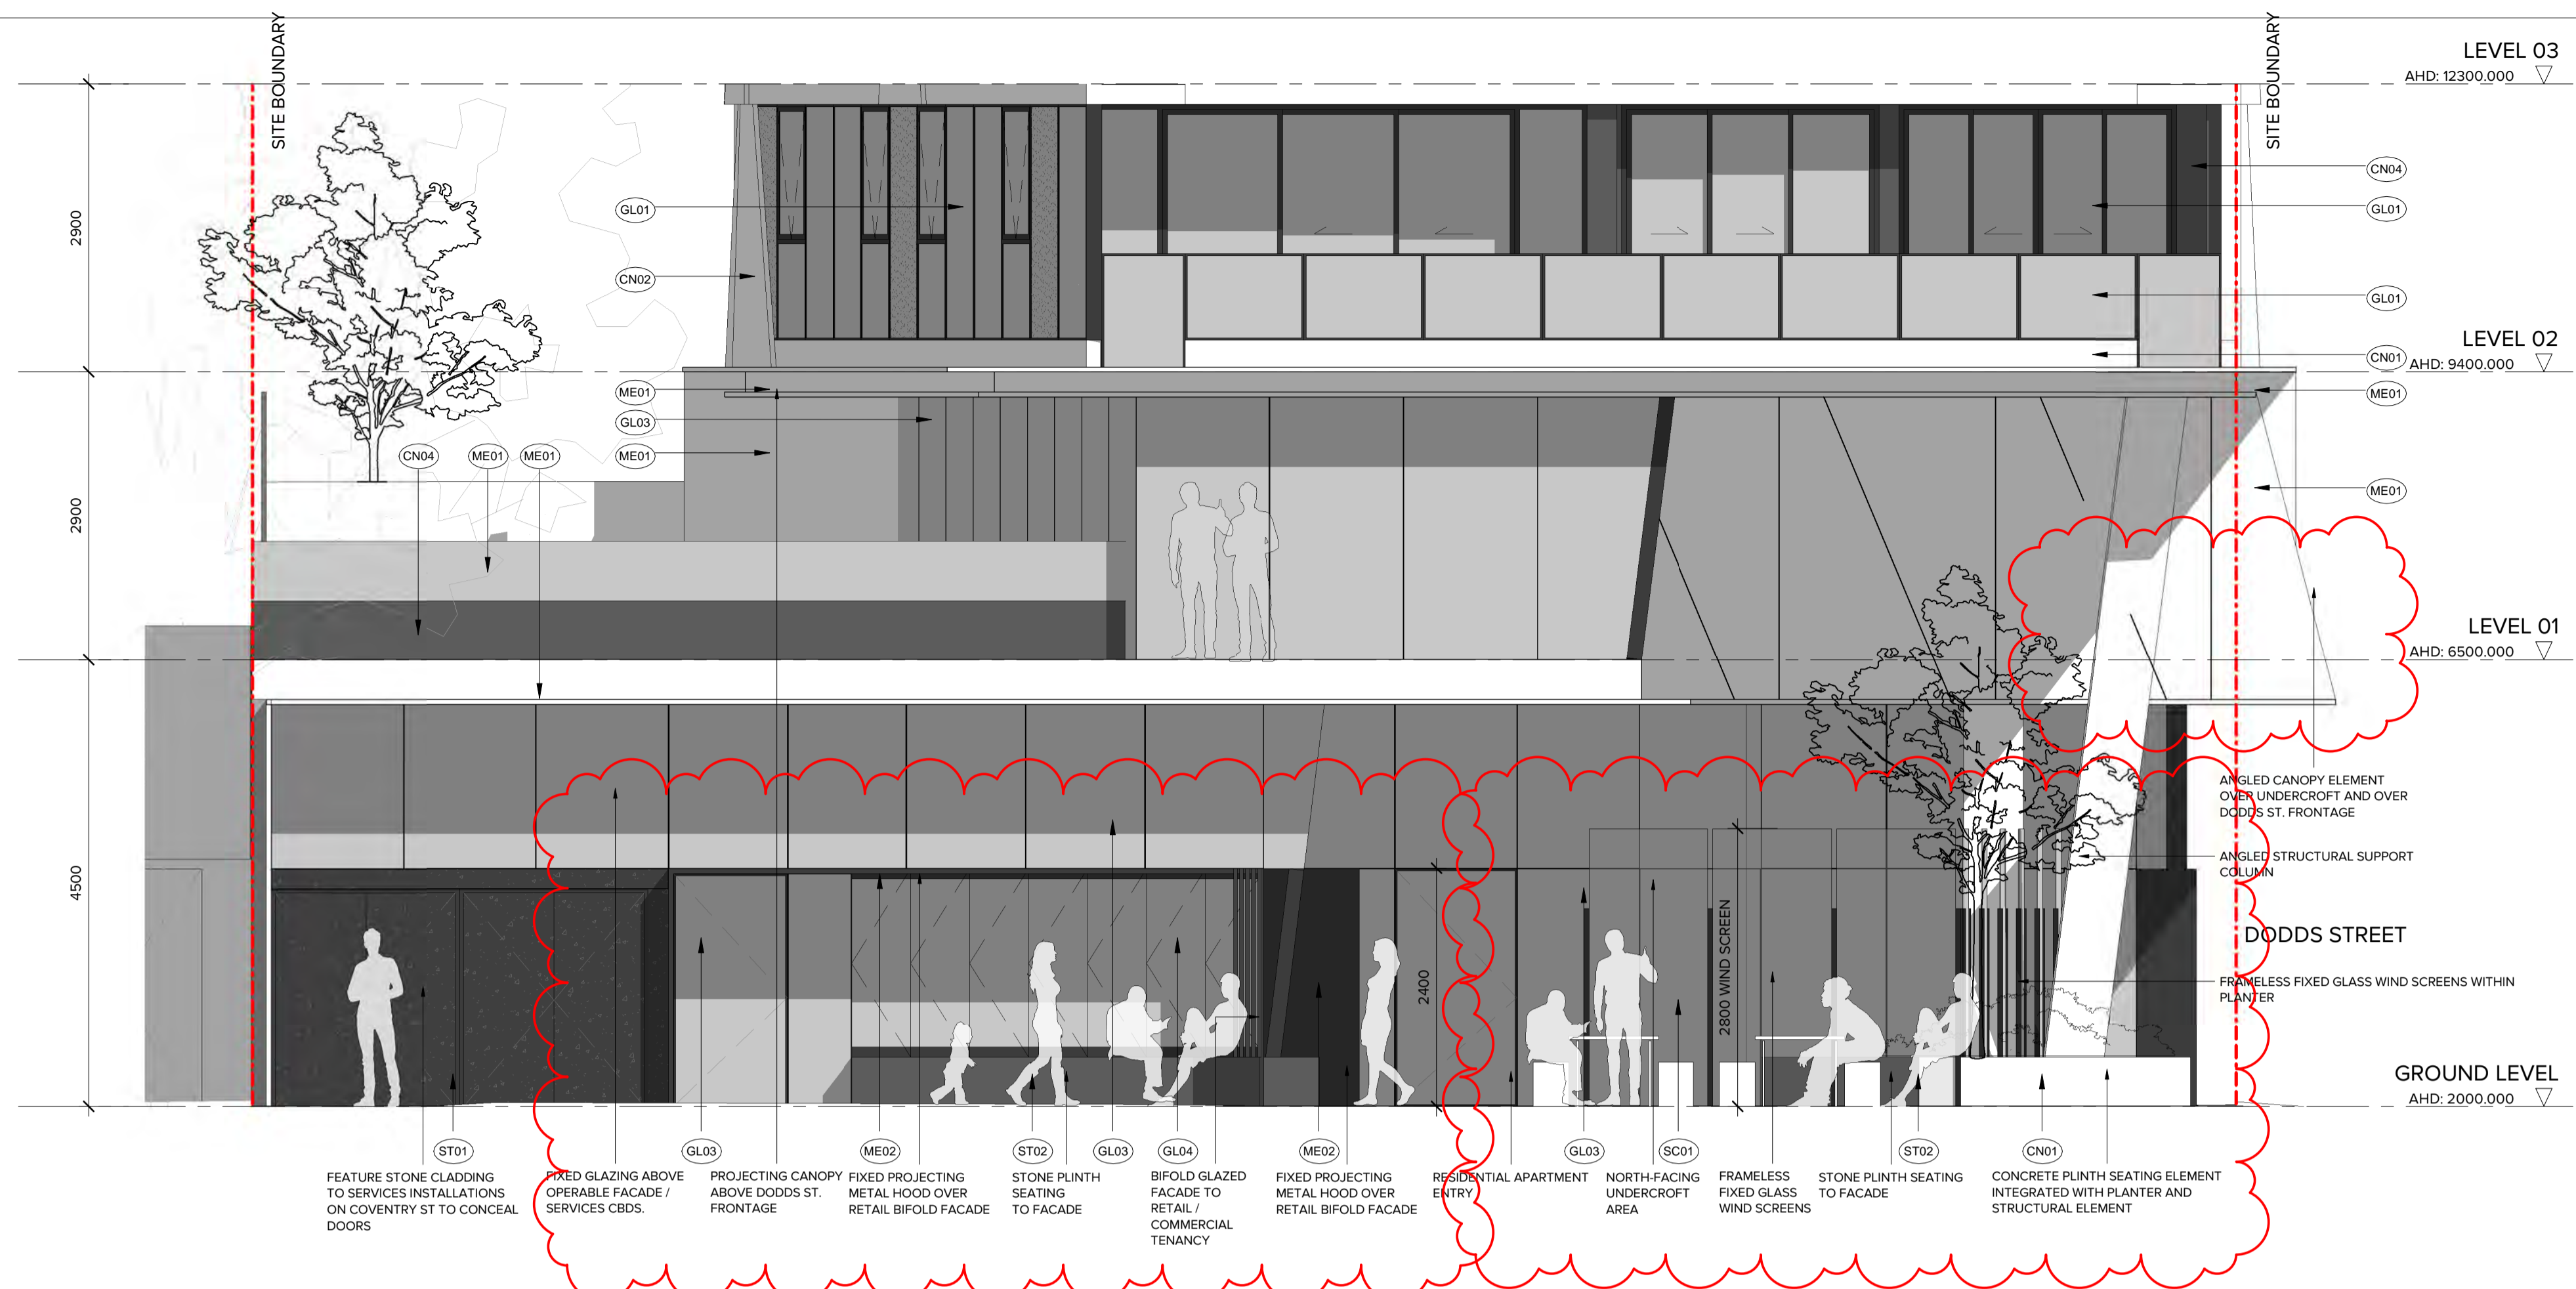 SITE BOUNDARY
SITE BOUNDARY
LEVEL 03
AHD: 12300.000
CN04
GL01
GL01
2900
CN02
GL01
LEVEL 02
CN01
AHD: 9400.000
ME01
ME01
GL03
CN04
ME01
ME01
ME01
ME01
2900
LEVEL 01
AHD: 6500.000
ANGLED CANOPY ELEMENT
OVER UNDERCROFT AND OVER
DODDS ST. FRONTAGE
ANGLED STRUCTURAL SUPPORT
COLUMN
4500
DODDS STREET
2400
2800 WIND SCREEN
FRAMELESS FIXED GLASS WIND SCREENS WITHIN
PLANTER
GROUND LEVEL
AHD: 2000.000
ST01
GL03
ME02
ST02
GL03
GL04
ME02
GL03
SC01
ST02
CN01
FEATURE STONE CLADDING
TO SERVICES INSTALLATIONS
ON COVENTRY ST TO CONCEAL
DOORS
FIXED GLAZING ABOVE
OPERABLE FACADE /
SERVICES CBDS.
PROJECTING CANOPY
ABOVE DODDS ST.
FRONTAGE
FIXED PROJECTING
METAL HOOD OVER
RETAIL BIFOLD FACADE
STONE PLINTH
SEATING
TO FACADE
BIFOLD GLAZED
FACADE TO
RETAIL /
COMMERCIAL
TENANCY
FIXED PROJECTING
METAL HOOD OVER
RETAIL BIFOLD FACADE
RESIDENTIAL APARTMENT
ENTRY
NORTH-FACING
UNDERCROFT
AREA
FRAMELESS
FIXED GLASS
WIND SCREENS
STONE PLINTH SEATING
TO FACADE
CONCRETE PLINTH SEATING ELEMENT
INTEGRATED WITH PLANTER AND
STRUCTURAL ELEMENT